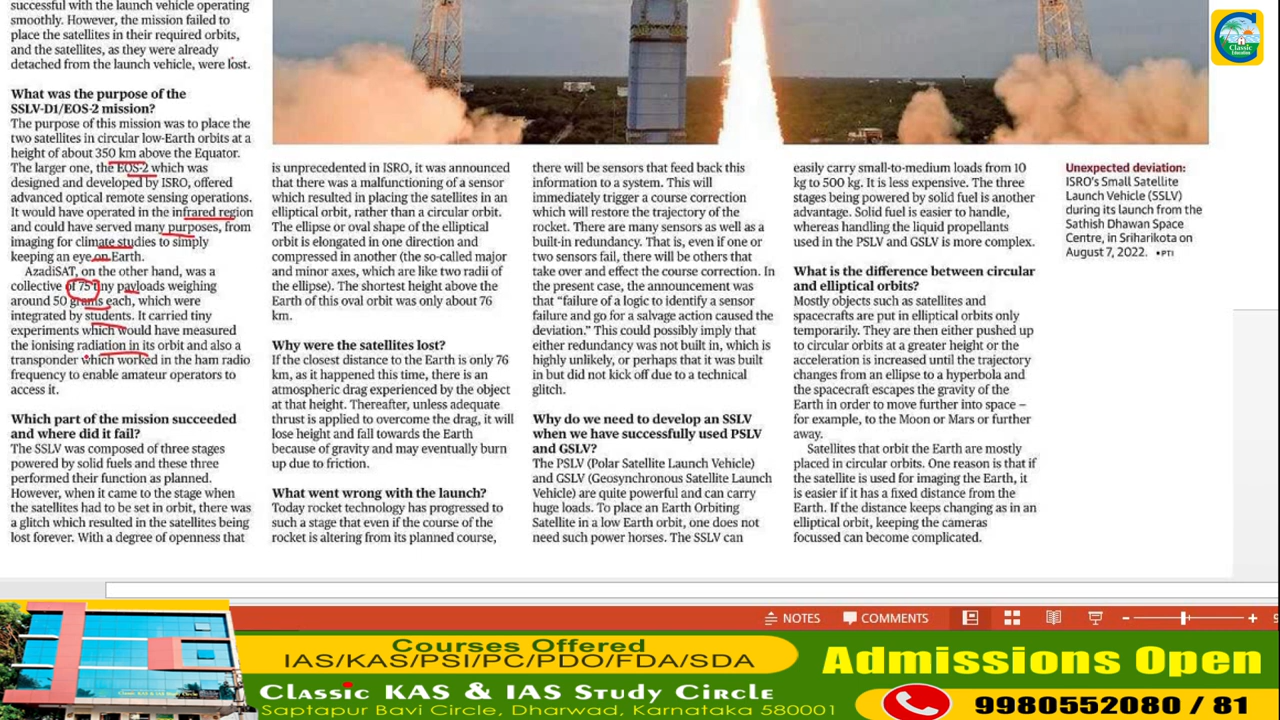 successful with the launch vehicle operating
smoothly. However, the mission failed to
place the satellites in their required orbits,
and the satellites, as they were already
detached from the launch vehicle, were lost.
What was the purpose of the
SSLV-D1/EOS-2 mission?
The purpose of this mission was to place the
two satellites in circular low-Earth orbits at a
height of about 350 km above the Equator.
The larger one, the EOS-2 which was
designed and developed by ISRO, offered
advanced optical remote sensing operations.
It would have operated in the infrared region
and could have served many purposes, from
imaging for climate studies to simply
keeping an eye on Earth.
AzadiSAT, on the other hand, was a
collective of 75 tiny payloads weighing
around 50 grams each, which were
integrated by students. It carried tiny
experiments which would have measured
the ionising radiation in its orbit and also a
transponder which worked in the ham radio
frequency to enable amateur operators to
access it.
Which part of the mission succeeded
and where did it fail?
The SSLV was composed of three stages
powered by solid fuels and these three
performed their function as planned.
However, when it came to the stage when
the satellites had to be set in orbit, there was
a glitch which resulted in the satellites being
lost forever. With a degree of openness that
is unprecedented in ISRO, it was announced
that there was a malfunctioning of a sensor
which resulted in placing the satellites in an
elliptical orbit, rather than a circular orbit.
The ellipse or oval shape of the elliptical
orbit is elongated in one direction and
compressed in another (the so-called major
and minor axes, which are like two radii of
the ellipse). The shortest height above the
Earth of this oval orbit was only about 76
km.
Why were the satellites lost?
If the closest distance to the Earth is only 76
km, as it happened this time, there is an
atmospheric drag experienced by the object
at that height. Thereafter, unless adequate
thrust is applied to overcome the drag, it will
lose height and fall towards the Earth
because of gravity and may eventually burn
up due to friction.
What went wrong with the launch?
Today rocket technology has progressed to
such a stage that even if the course of the
rocket is altering from its planned course,
there will be sensors that feed back this
information to a system. This will
immediately trigger a course correction
which will restore the trajectory of the
rocket. There are many sensors as well as a
built-in redundancy. That is, even if one or
two sensors fail, there will be others that
take over and effect the course correction. In
the present case, the announcement was
that “failure of a logic to identify a sensor
failure and go for a salvage action caused the
deviation.” This could possibly imply that
either redundancy was not built in, which is
highly unlikely, or perhaps that it was built
in but did not kick off due to a technical
glitch.
Why do we need to develop an SSLV
when we have successfully used PSLV
and GSLV?
The PSLV (Polar Satellite Launch Vehicle)
and GSLV (Geosynchronous Satellite Launch
Vehicle) are quite powerful and can carry
huge loads. To place an Earth Orbiting
Satellite in a low Earth orbit, one does not
need such power horses. The SSLV can
easily carry small-to-medium loads from 10
kg to 500 kg. It is less expensive. The three
stages being powered by solid fuel is another
advantage. Solid fuel is easier to handle,
whereas handling the liquid propellants
used in the PSLV and GSLV is more complex.
What is the difference between circular
and elliptical orbits?
Mostly objects such as satellites and
spacecrafts are put in elliptical orbits only
temporarily. They are then either pushed up
to circular orbits at a greater height or the
acceleration is increased until the trajectory
changes from an ellipse to a hyperbola and
the spacecraft escapes the gravity of the
Earth in order to move further into space –
for example, to the Moon or Mars or further
away.
Satellites that orbit the Earth are mostly
placed in circular orbits. One reason is that if
the satellite is used for imaging the Earth, it
is easier if it has a fixed distance from the
Earth. If the distance keeps changing as in an
elliptical orbit, keeping the cameras
focussed can become complicated.
Unexpected deviation:
ISRO's Small Satellite
Launch Vehicle (SSLV)
during its launch from the
Sathish Dhawan Space
Centre, in Sriharikota on
August 7, 2022. •PTI
Classic
Education
NOTES COMMENTS
Courses Offered
IAS/KAS/PSI/PC/PDO/FDA/SDA
Classic KAS & IAS Study Circle
Saptapur Bavi Circle, Dharwad, Karnataka 580001
Admissions Open
9980552080 / 81